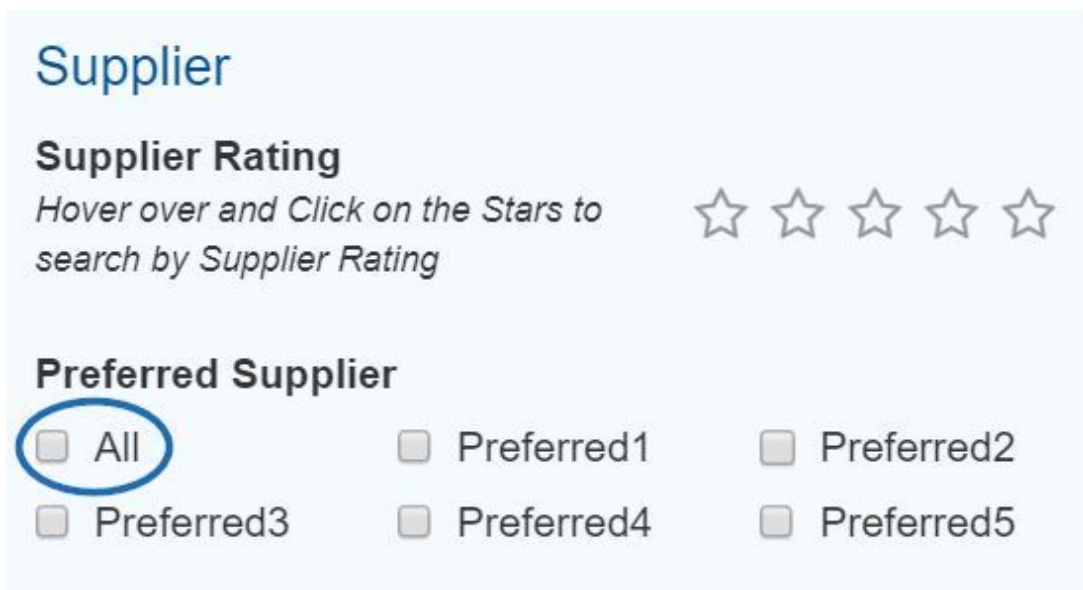 Supplier
Supplier Rating
Hover over and Click on the Stars to
search by Supplier Rating
Preferred Supplier
All Preferred1 Preferred2
Preferred3 Preferred4 Preferred5